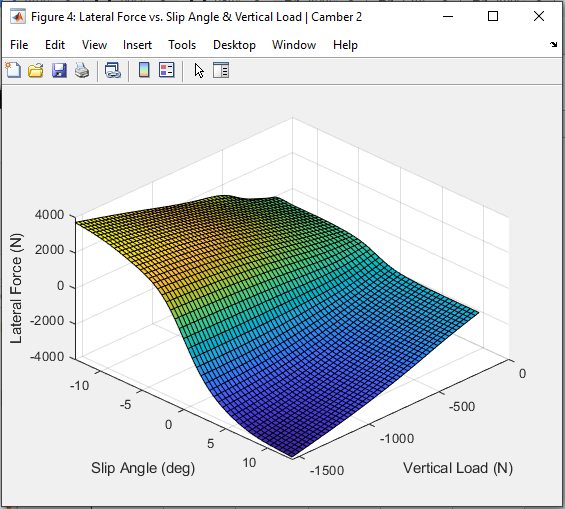 Figure 4: Lateral Force vs. Slip Angle & Vertical Load | Camber 2
File Edit View Insert Tools Desktop Window Help
4000
2000
0
-2000
-4000
Lateral Force (N)
-10
-5
0
5
10
Slip Angle (deg)
-1500
-1000
-500
0
Vertical Load (N)